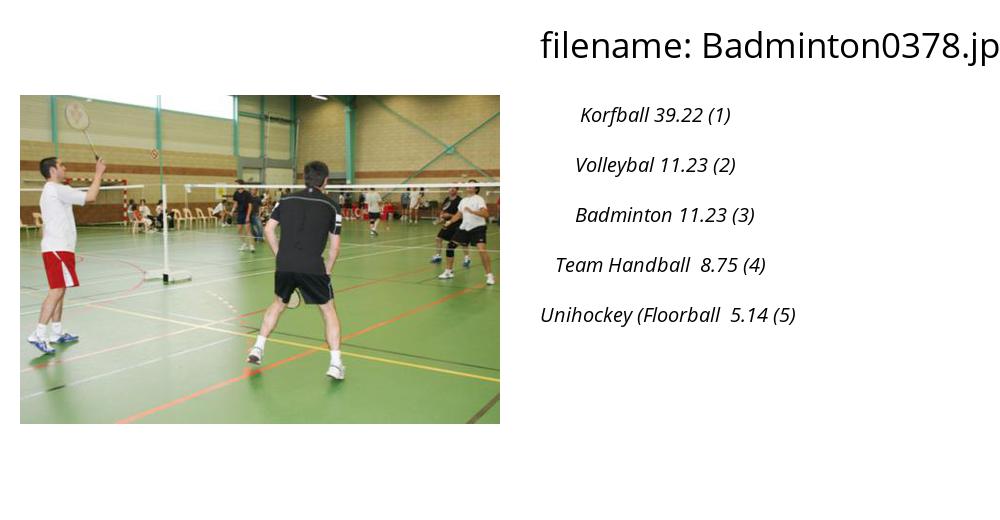 filename: Badminton0378.jp
Korfball 39.22 (1)
Volleybal 11.23 (2)
Badminton 11.23 (3)
Team Handball 8.75 (4)
Unihockey (Floorball 5.14 (5)